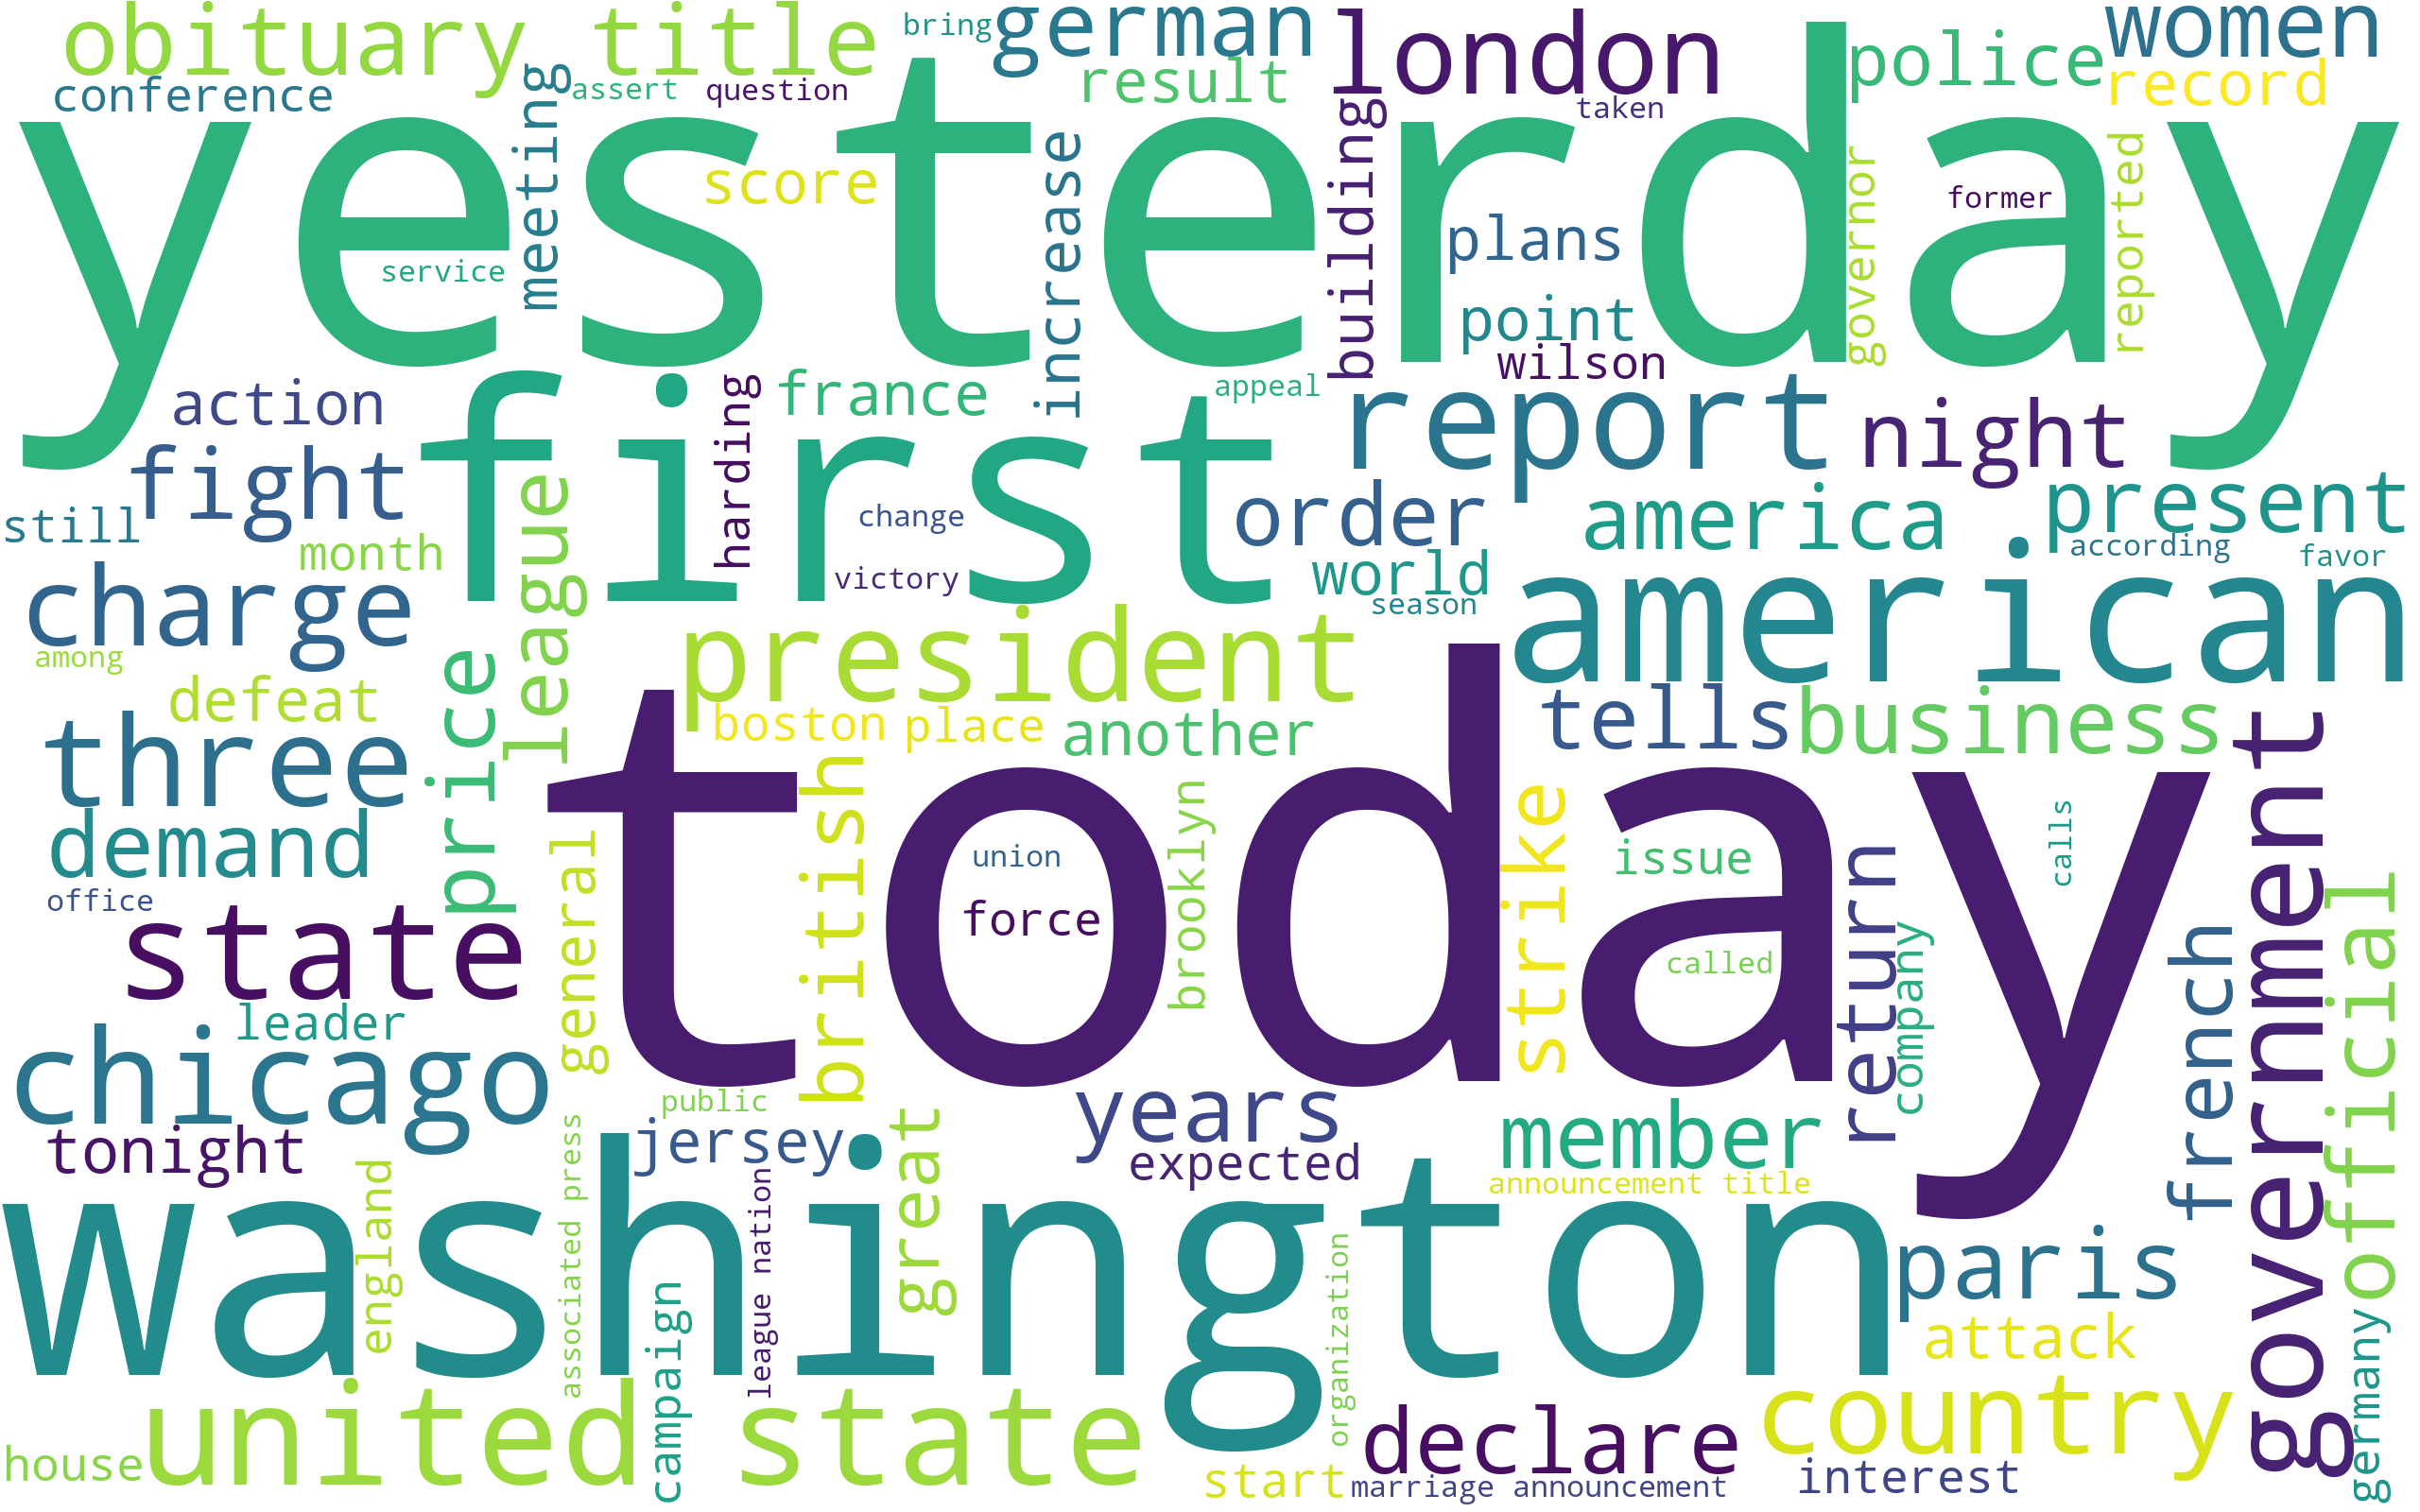 obituary title
bring
german
london
police
women
conference
meeting
assert
question
result
building
taken
record
yesterday
score
increase
plans
governor
former
reported
service
point
wilson
action
first
harding
france
appeal
report
night
fight
league
change
order
america
present
still
month
victory
world
season
according
favor
charge
among
price
president
american
defeat
boston
place
another
tells
business
three
british
today
government
demand
general
union
brooklyn
strike
issue
calls
office
force
return
official
state
called
company
french
leader
chicago
public
great
years
member
tonight
jersey
expected
announcement title
england
associated press
league nation
washington
organization
paris
campaign
attack
germany
united state
declare
country
house
start
marriage announcement
interest